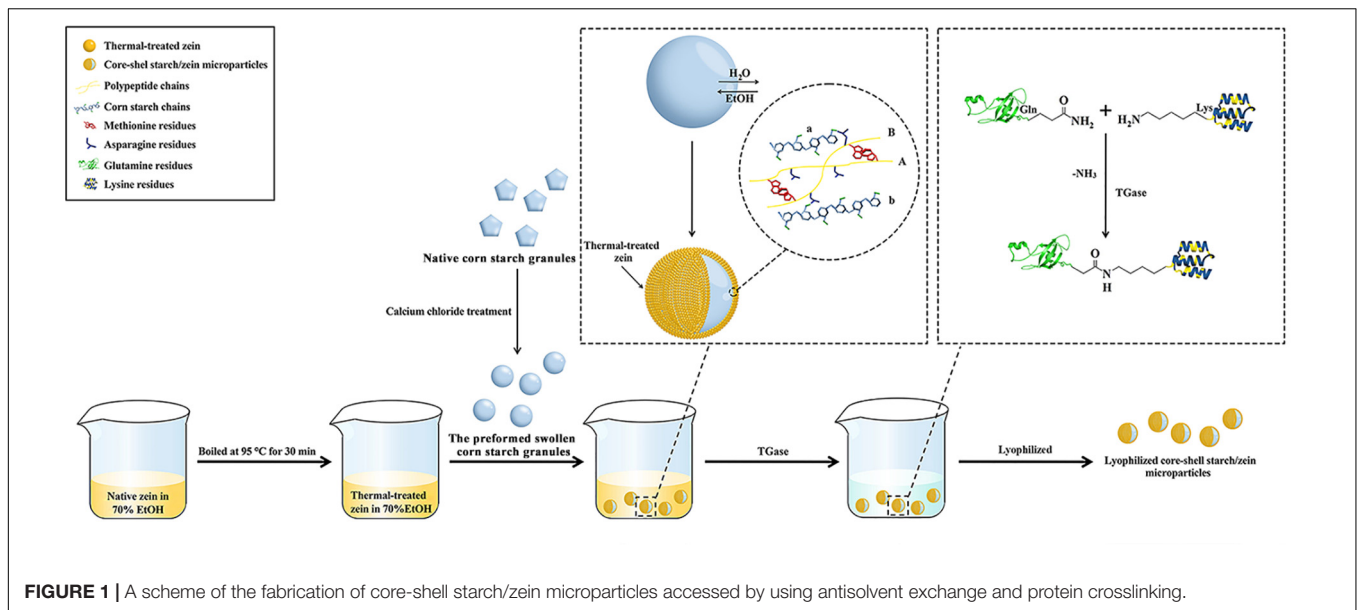 Thermal-treated zein
Core-shel starch/zein microparticles
Polypeptide chains
Corn starch chains
Methionine residues
Asparagine residues
Glutamine residues
Lysine residues
Native corn starch granules
Calcium chloride treatment
The preformed swollen
corn starch granules
H₂O
EtOH
Thermal-treated
zein
a
B
A
b
Gln
O
NH₂
+
H₂N
Lys
-NH₃
TGase
O
N
H
Native zein in
70% EtOH
Boiled at 95 °C for 30 min
Thermal-treated
zein in 70%EtOH
TGase
Lyophilized
Lyophilized core-shell starch/zein
microparticles
FIGURE 1 | A scheme of the fabrication of core-shell starch/zein microparticles accessed by using antisolvent exchange and protein crosslinking.